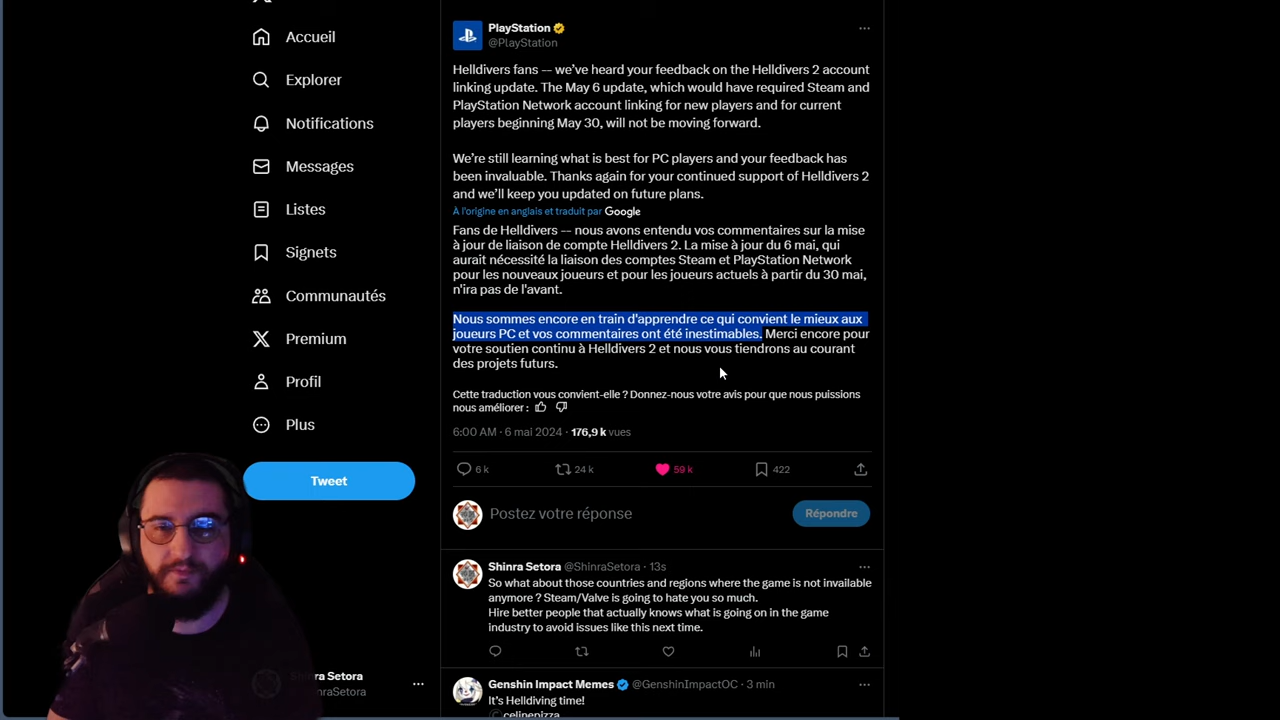 Accueil
Explorer
Notifications
Messages
Listes
Signets
Communautés
Premium
Profil
Plus
Tweet
Setora
PlayStation
@PlayStation
Helldivers fans -- we've heard your feedback on the Helldivers 2 account
linking update. The May 6 update, which would have required Steam and
PlayStation Network account linking for new players and for current
players beginning May 30, will not be moving forward.
We're still learning what is best for PC players and your feedback has
been invaluable. Thanks again for your continued support of Helldivers 2
and we'll keep you updated on future plans.
À l'origine en anglais et traduit par Google
Fans de Helldivers -- nous avons entendu vos commentaires sur la mise
à jour de liaison de compte Helldivers 2. La mise à jour du 6 mai, qui
aurait nécessité la liaison des comptes Steam et PlayStation Network
pour les nouveaux joueurs et pour les joueurs actuels à partir du 30 mai,
n'ira pas de l'avant.
Nous sommes encore en train d'apprendre ce qui convient le mieux aux
joueurs PC et vos commentaires ont été inestimables. Merci encore pour
votre soutien continu à Helldivers 2 et nous vous tiendrons au courant
des projets futurs.
Cette traduction vous convient-elle ? Donnez-nous votre avis pour que nous puissions
nous améliorer :
6:00 AM · 6 mai 2024 · 176,9 k vues
6 k 24 k 59 k 422
Postez votre réponse Répondre
Shinra Setora @ShinraSetora · 13s
So what about those countries and regions where the game is not invailable
anymore ? Steam/Valve is going to hate you so much.
Hire better people that actually knows what is going on in the game
industry to avoid issues like this next time.
Genshin Impact Memes @GenshinImpactOC · 3 min
It's Helldiving time!
celinepizza